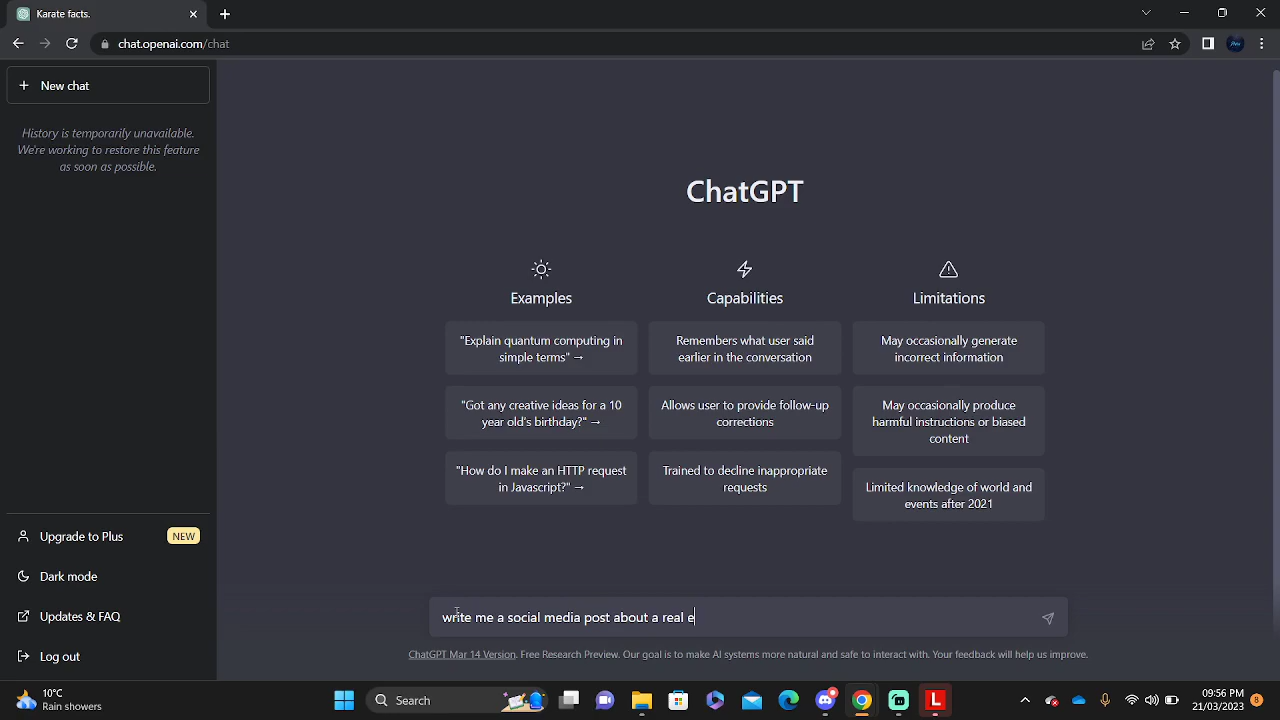 Karate facts.
chat.openai.com/chat
New chat
History is temporarily unavailable.
We're working to restore this feature
as soon as possible.
ChatGPT
Examples
Capabilities
Limitations
"Explain quantum computing in
simple terms" →
Remembers what user said
earlier in the conversation
May occasionally generate
incorrect information
"Got any creative ideas for a 10
year old's birthday?" →
Allows user to provide follow-up
corrections
May occasionally produce
harmful instructions or biased
content
"How do I make an HTTP request
in Javascript?" →
Trained to decline inappropriate
requests
Limited knowledge of world and
events after 2021
Upgrade to Plus
NEW
Dark mode
Updates & FAQ
Log out
write me a social media post about a real e
ChatGPT Mar 14 Version. Free Research Preview. Our goal is to make AI systems more natural and safe to interact with. Your feedback will help us improve.
10°C
Rain showers
Search
L
09:56 PM
21/03/2023
8